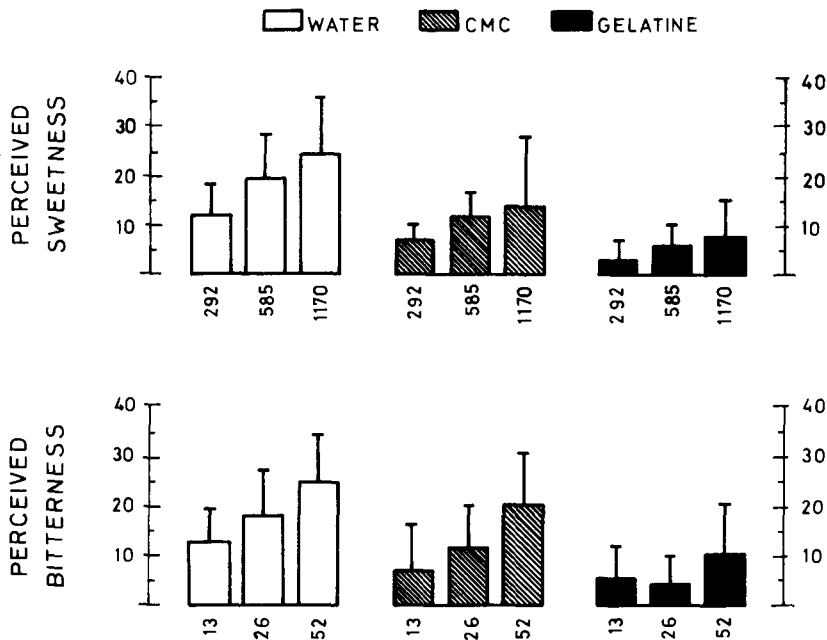 WATER CMC GELATINE
PERCEIVED
SWEETNESS
40 40
30 30
20 20
10 10
292 585 1170 292 585 1170 292 585 1170
PERCEIVED
BITTERNESS
40 40
30 30
20 20
10 10
13 26 52 13 26 52 13 26 52